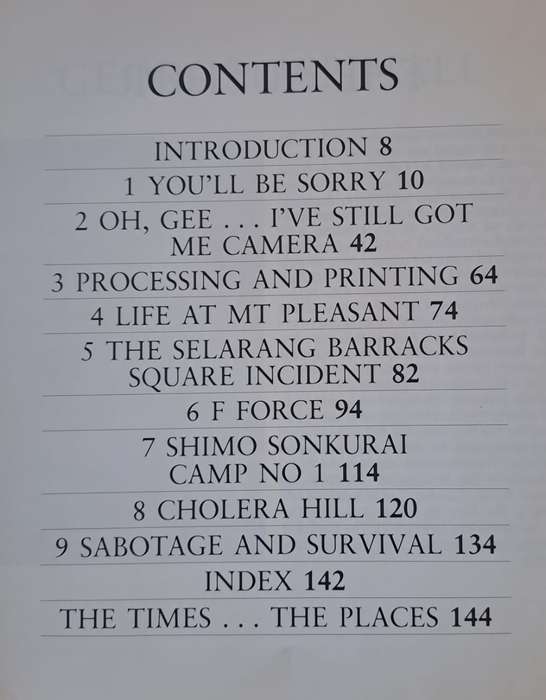 CONTENTS
INTRODUCTION 8
1 YOU'LL BE SORRY 10
2 OH, GEE . . . I'VE STILL GOT
ME CAMERA 42
3 PROCESSING AND PRINTING 64
4 LIFE AT MT PLEASANT 74
5 THE SELARANG BARRACKS
SQUARE INCIDENT 82
6 F FORCE 94
7 SHIMO SONKURAI
CAMP NO 1 114
8 CHOLERA HILL 120
9 SABOTAGE AND SURVIVAL 134
INDEX 142
THE TIMES . . . THE PLACES 144